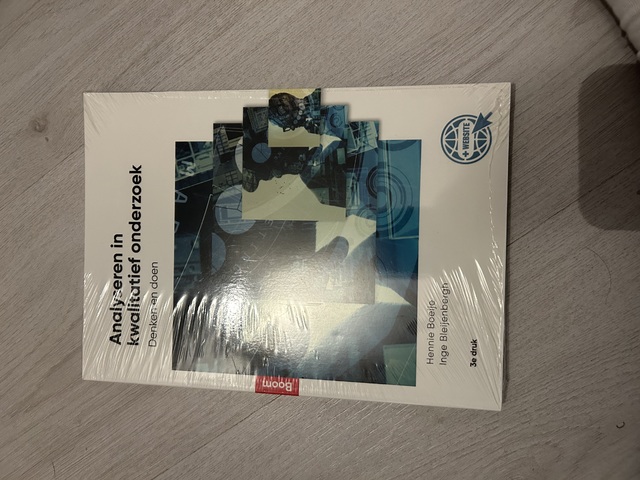 Analyseren in
kwalitatief onderzoek
Denken en doen
+ WEBSITE
Hennie Boeije
Inge Bleijenbergh
3e druk
Boom